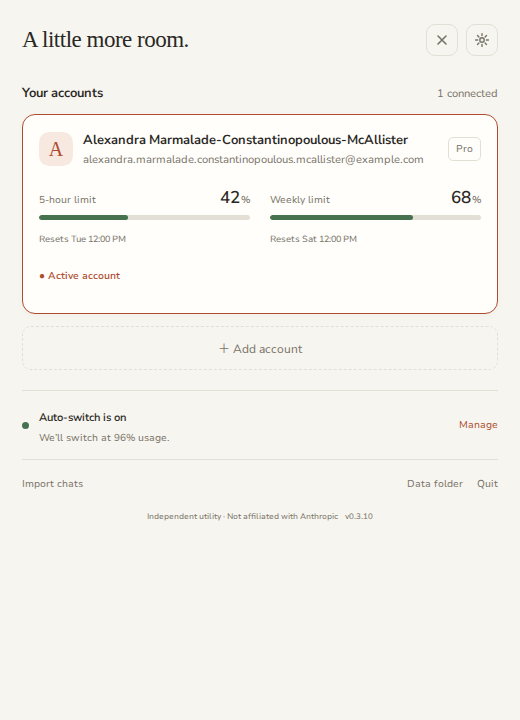 A little more room.
Your accounts
1 connected
A
Alexandra Marmalade-Constantinopoulous-McAllister
alexandra.marmalade.constantinopoulous.mcallister@example.com
Pro
5-hour limit
42%
Resets Tue 12:00 PM
Weekly limit
68%
Resets Sat 12:00 PM
● Active account
+ Add account
Auto-switch is on
We'll switch at 96% usage.
Manage
Import chats
Data folder
Quit
Independent utility · Not affiliated with Anthropic v0.3.10